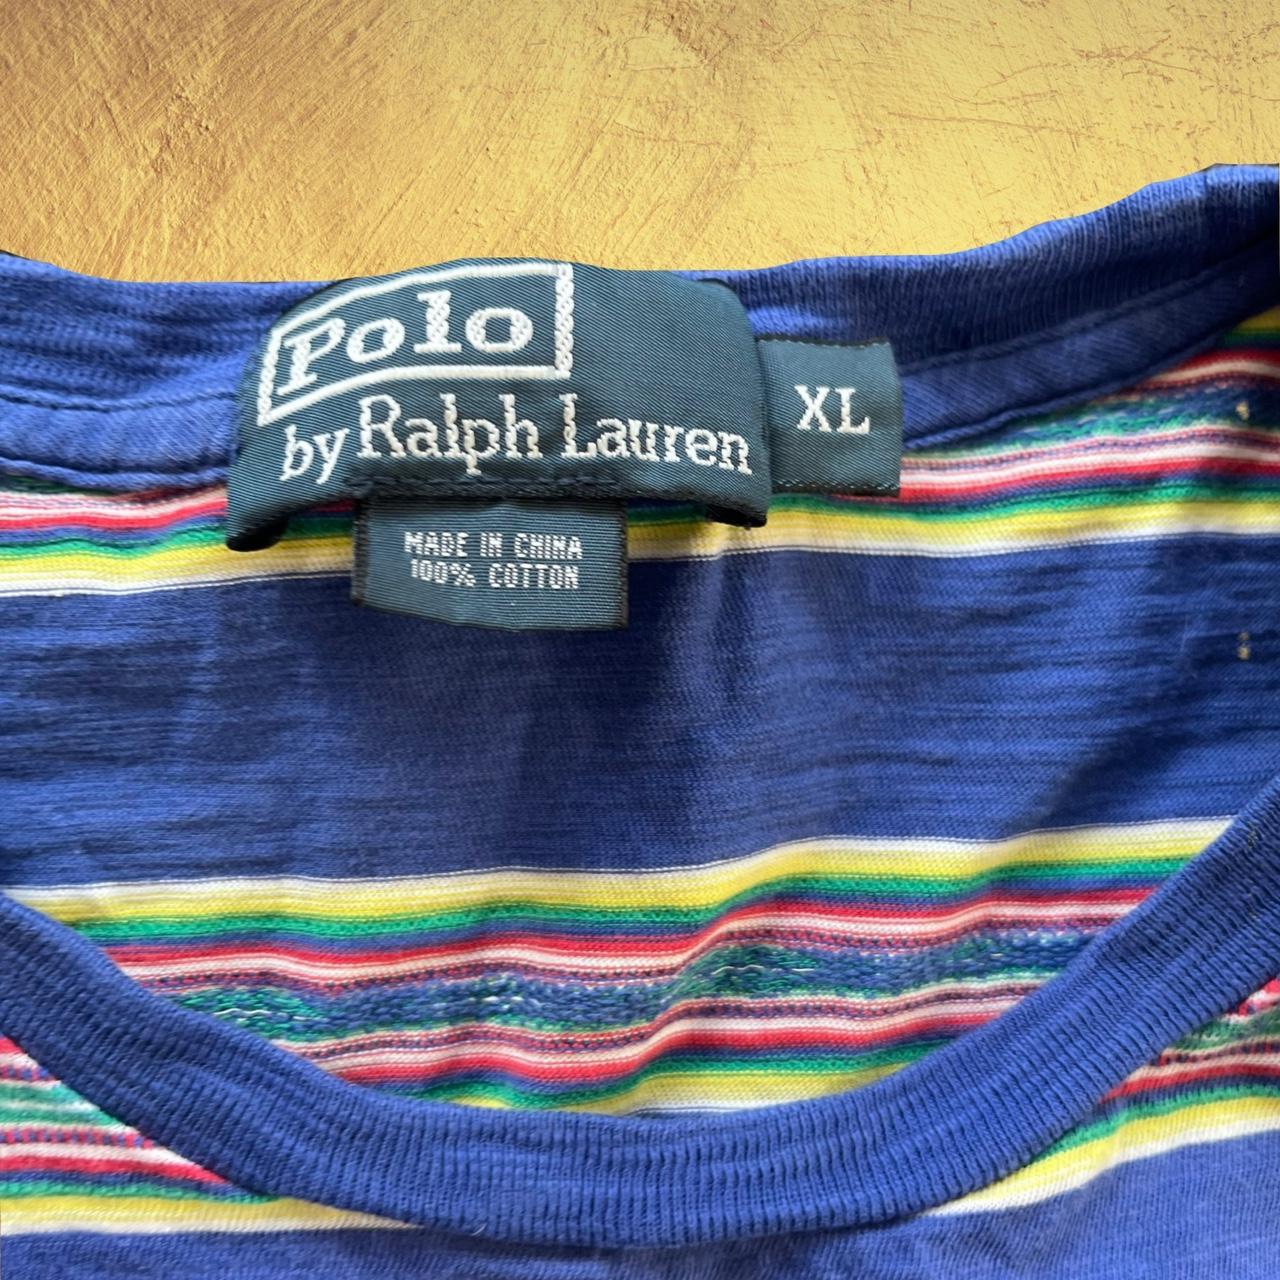 Polo
by Ralph Lauren
XL
MADE IN CHINA
100% COTTON